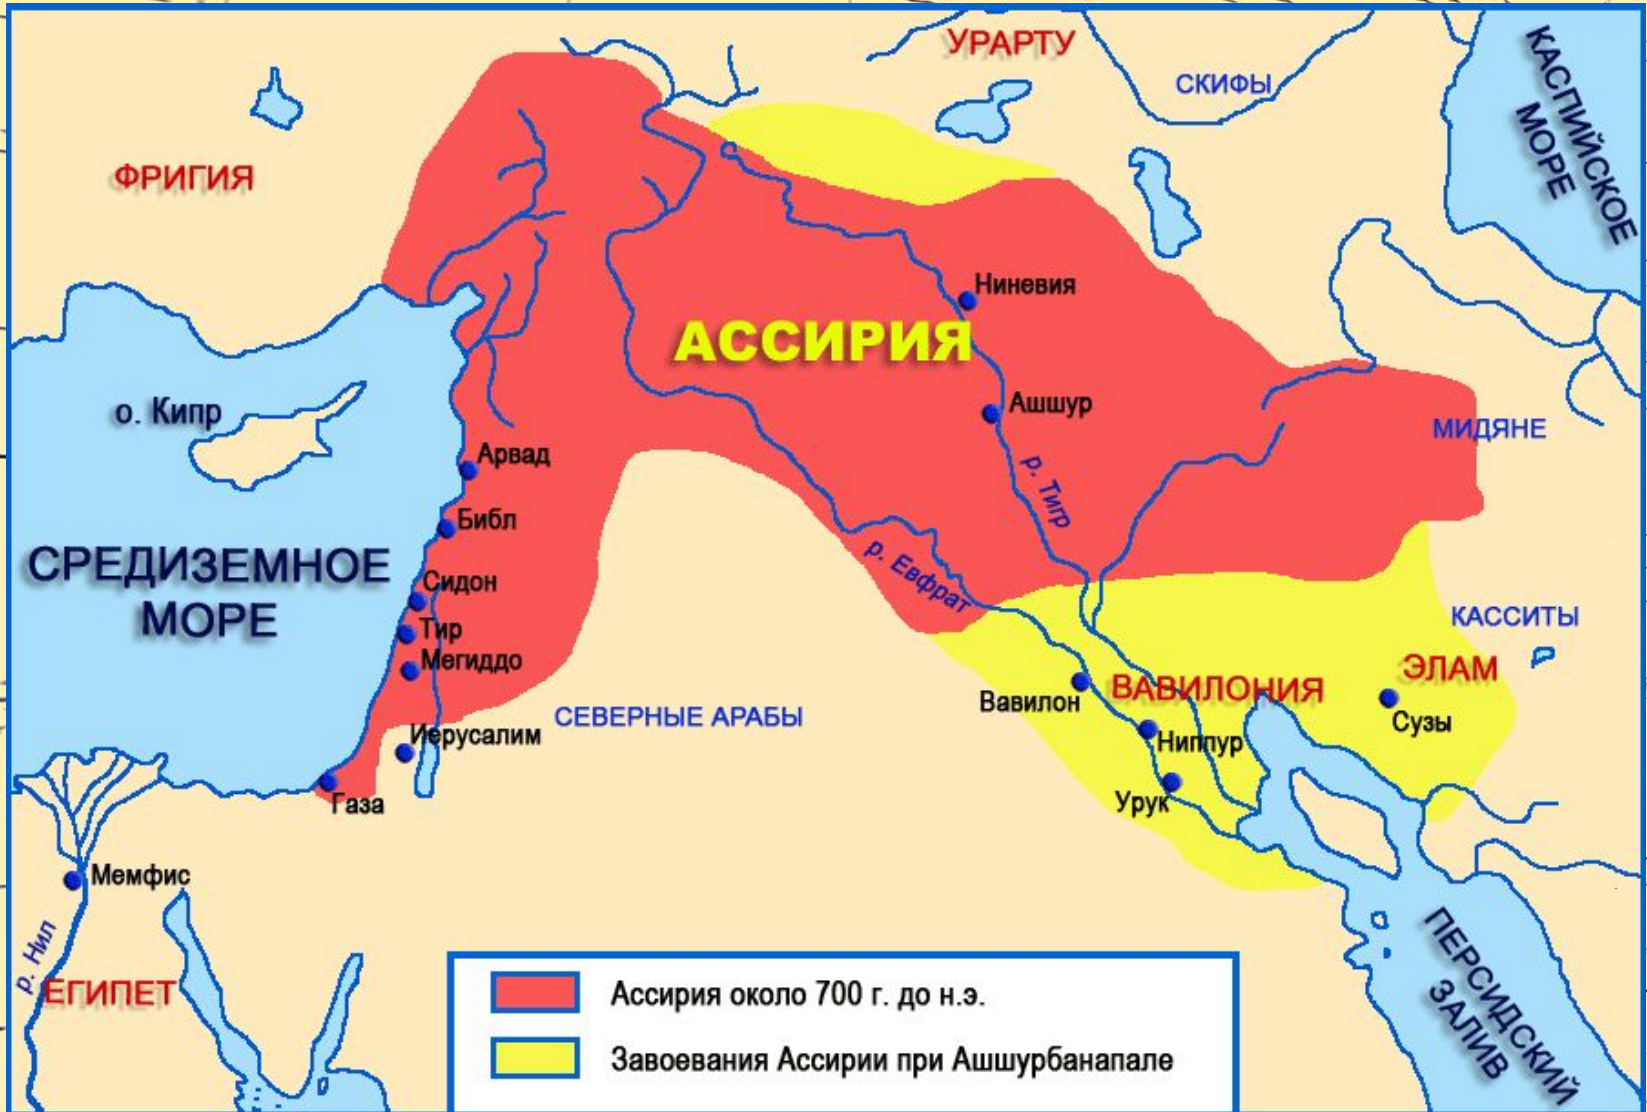 УРАРТУ
СКИФЫ
КАСПИЙСКОЕ
МОРЕ
ФРИГИЯ
Ниневия
АССИРИЯ
о. Кипр
Ашшур
МИДЯНЕ
Арвад
р. Тигр
Библ
СРЕДИЗЕМНОЕ
МОРЕ
р. Евфрат
Сидон
Тир
КАССИТЫ
Мегиддо
ЭЛАМ
ВАВИЛОНИЯ
Вавилон
СЕВЕРНЫЕ АРАБЫ
Сузы
Иерусалим
Ниппур
Газа
Урук
Мемфис
р. Нил
ЕГИПЕТ
ПЕРСИДСКИЙ
ЗАЛИВ
Ассирия около 700 г. до н.э.
Завоевания Ассирии при Ашшурбанапале